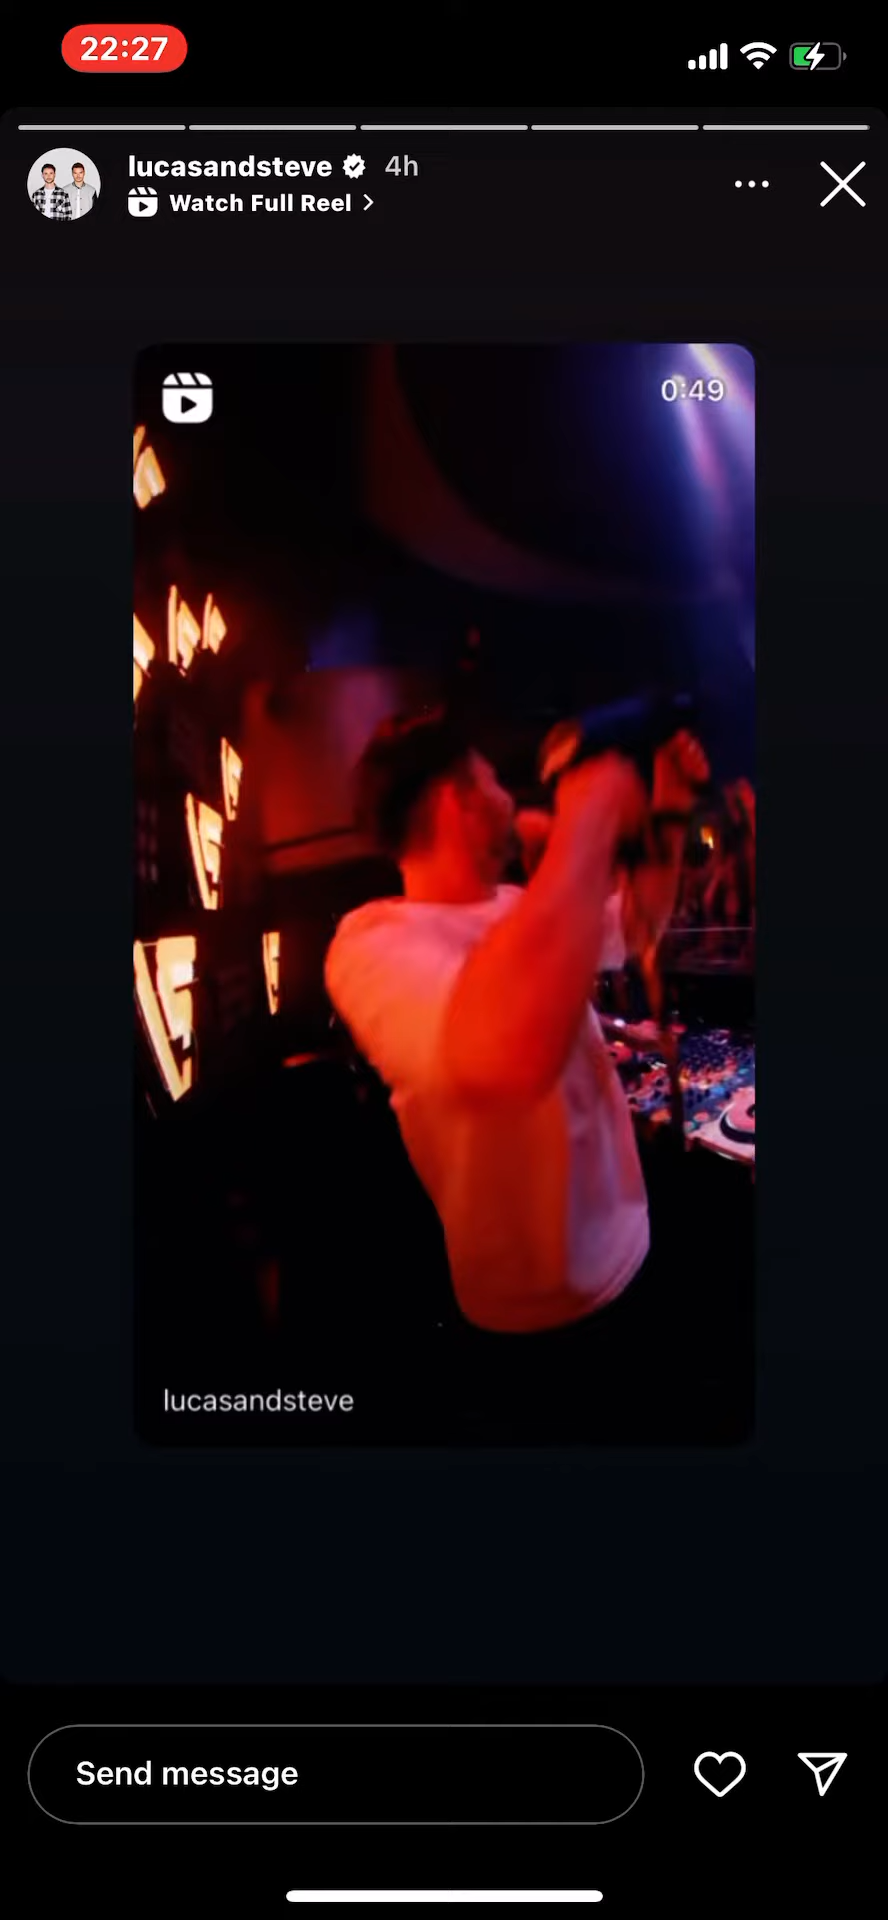 22:27
lucasandsteve 4h
Watch Full Reel
0:49
lucasandsteve
Send message